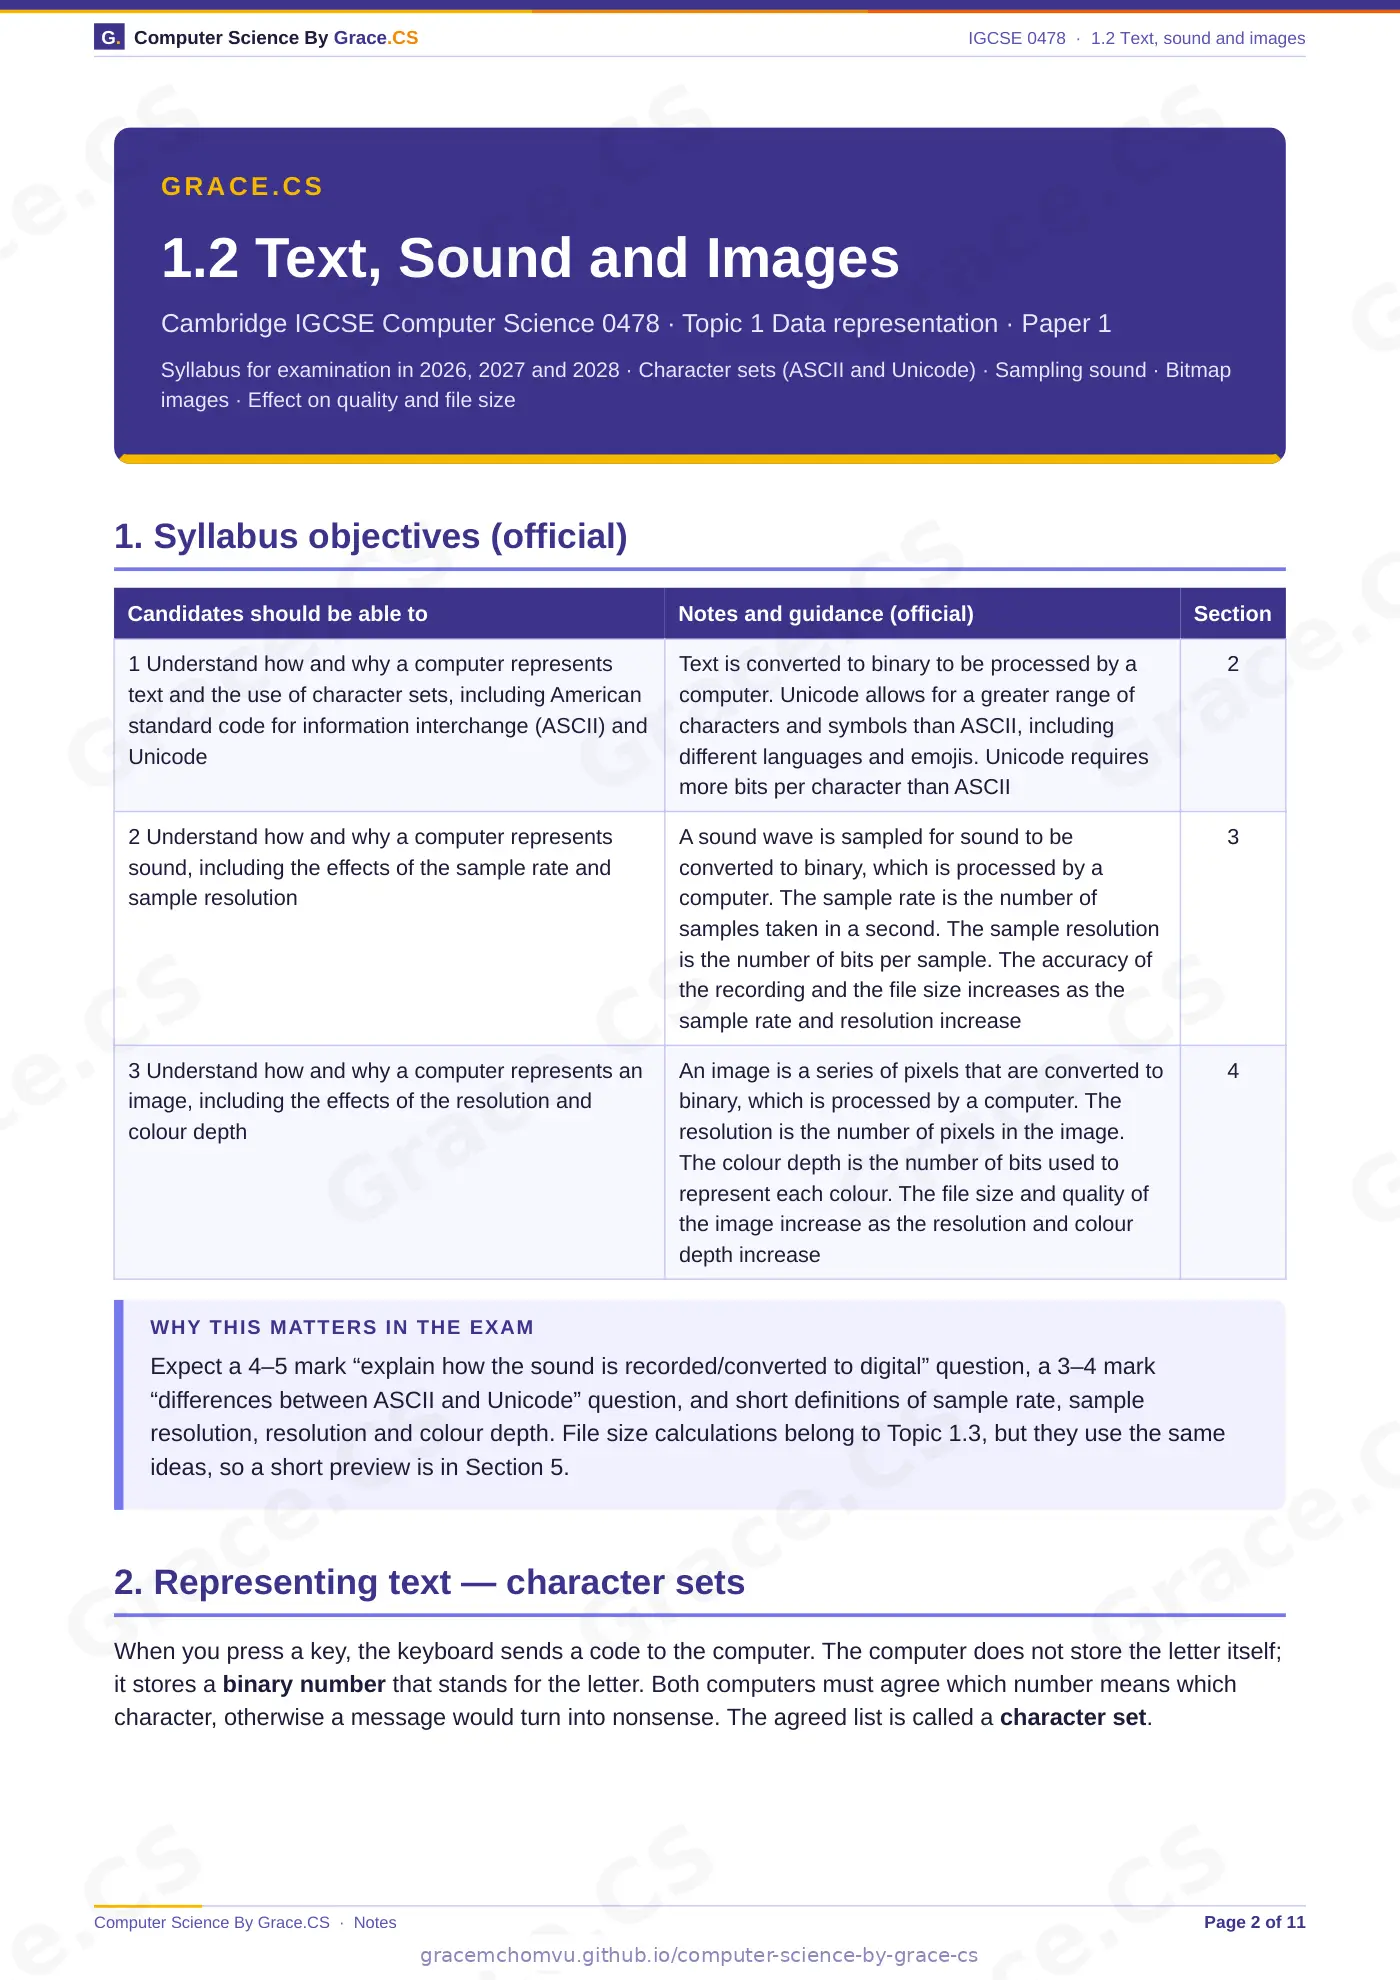 G. Computer Science By Grace.CS
IGCSE 0478 · 1.2 Text, sound and images
GRACE.CS
1.2 Text, Sound and Images
Cambridge IGCSE Computer Science 0478 · Topic 1 Data representation · Paper 1
Syllabus for examination in 2026, 2027 and 2028 · Character sets (ASCII and Unicode) · Sampling sound · Bitmap
images · Effect on quality and file size
1. Syllabus objectives (official)
Candidates should be able to
Notes and guidance (official)
Section
1 Understand how and why a computer represents
text and the use of character sets, including American
standard code for information interchange (ASCII) and
Unicode
Text is converted to binary to be processed by a
computer. Unicode allows for a greater range of
characters and symbols than ASCII, including
different languages and emojis. Unicode requires
more bits per character than ASCII
2
2 Understand how and why a computer represents
sound, including the effects of the sample rate and
sample resolution
A sound wave is sampled for sound to be
converted to binary, which is processed by a
computer. The sample rate is the number of
samples taken in a second. The sample resolution
is the number of bits per sample. The accuracy of
the recording and the file size increases as the
sample rate and resolution increase
3
3 Understand how and why a computer represents an
image, including the effects of the resolution and
colour depth
An image is a series of pixels that are converted to
binary, which is processed by a computer. The
resolution is the number of pixels in the image.
The colour depth is the number of bits used to
represent each colour. The file size and quality of
the image increase as the resolution and colour
depth increase
4
WHY THIS MATTERS IN THE EXAM
Expect a 4–5 mark “explain how the sound is recorded/converted to digital” question, a 3–4 mark
“differences between ASCII and Unicode” question, and short definitions of sample rate, sample
resolution, resolution and colour depth. File size calculations belong to Topic 1.3, but they use the same
ideas, so a short preview is in Section 5.
2. Representing text — character sets
When you press a key, the keyboard sends a code to the computer. The computer does not store the letter itself;
it stores a binary number that stands for the letter. Both computers must agree which number means which
character, otherwise a message would turn into nonsense. The agreed list is called a character set.
Computer Science By Grace.CS · Notes
Page 2 of 11
gracemchomvu.github.io/computer-science-by-grace-cs